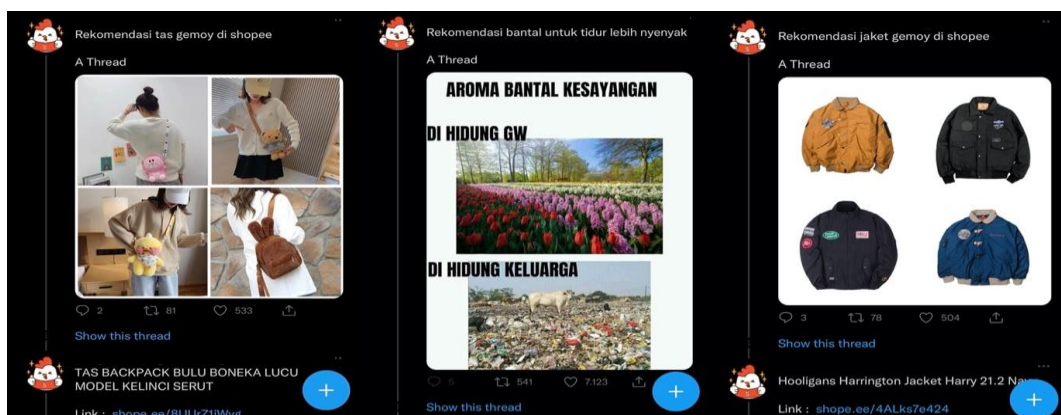 Rekomendasi tas gemoy di shopee
A Thread
2 81 533
Show this thread
TAS BACKPACK BULU BONEKA LUCU
MODEL KELINCI SERUT
Link :
Rekomendasi bantal untuk tidur lebih nyenyak
A Thread
AROMA BANTAL KESAYANGAN
DI HIDUNG GW
DI HIDUNG KELUARGA
5 541 7.123
Show this thread
Rekomendasi jaket gemoy di shopee
A Thread
3 78 504
Show this thread
Hooligans Harrington Jacket Harry 21.2
Link : shope.ee/4ALks7e424